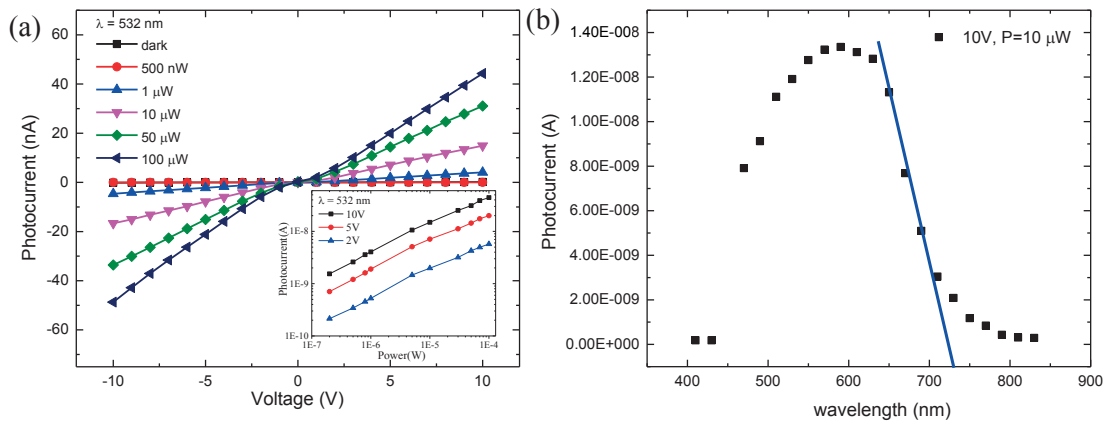 (a)
λ = 532 nm
dark
500 nW
1 μW
10 μW
50 μW
100 μW
Photocurrent (nA)
60
40
20
0
-20
-40
-60
-10
-5
0
5
10
Voltage (V)
λ = 532 nm
10V
5V
2V
Photocurrent(A)
1E-8
1E-9
1E-10
1E-7
1E-6
1E-5
1E-4
Power(W)
(b)
10V, P=10 μW
Photocurrent (A)
1.40E-008
1.20E-008
1.00E-008
8.00E-009
6.00E-009
4.00E-009
2.00E-009
0.00E+000
400
500
600
700
800
900
wavelength (nm)